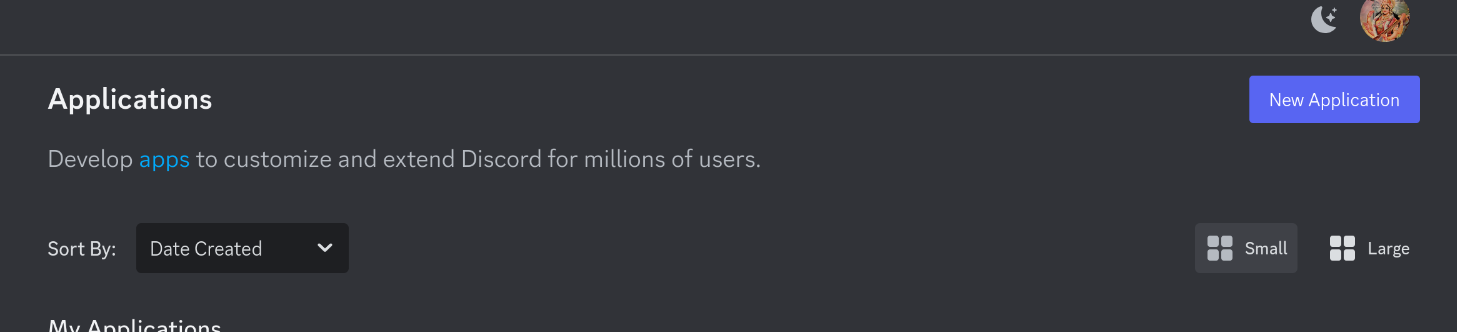 Applications
New Application
Develop apps to customize and extend Discord for millions of users.
Sort By:
Date Created
Small
Large
My Applications